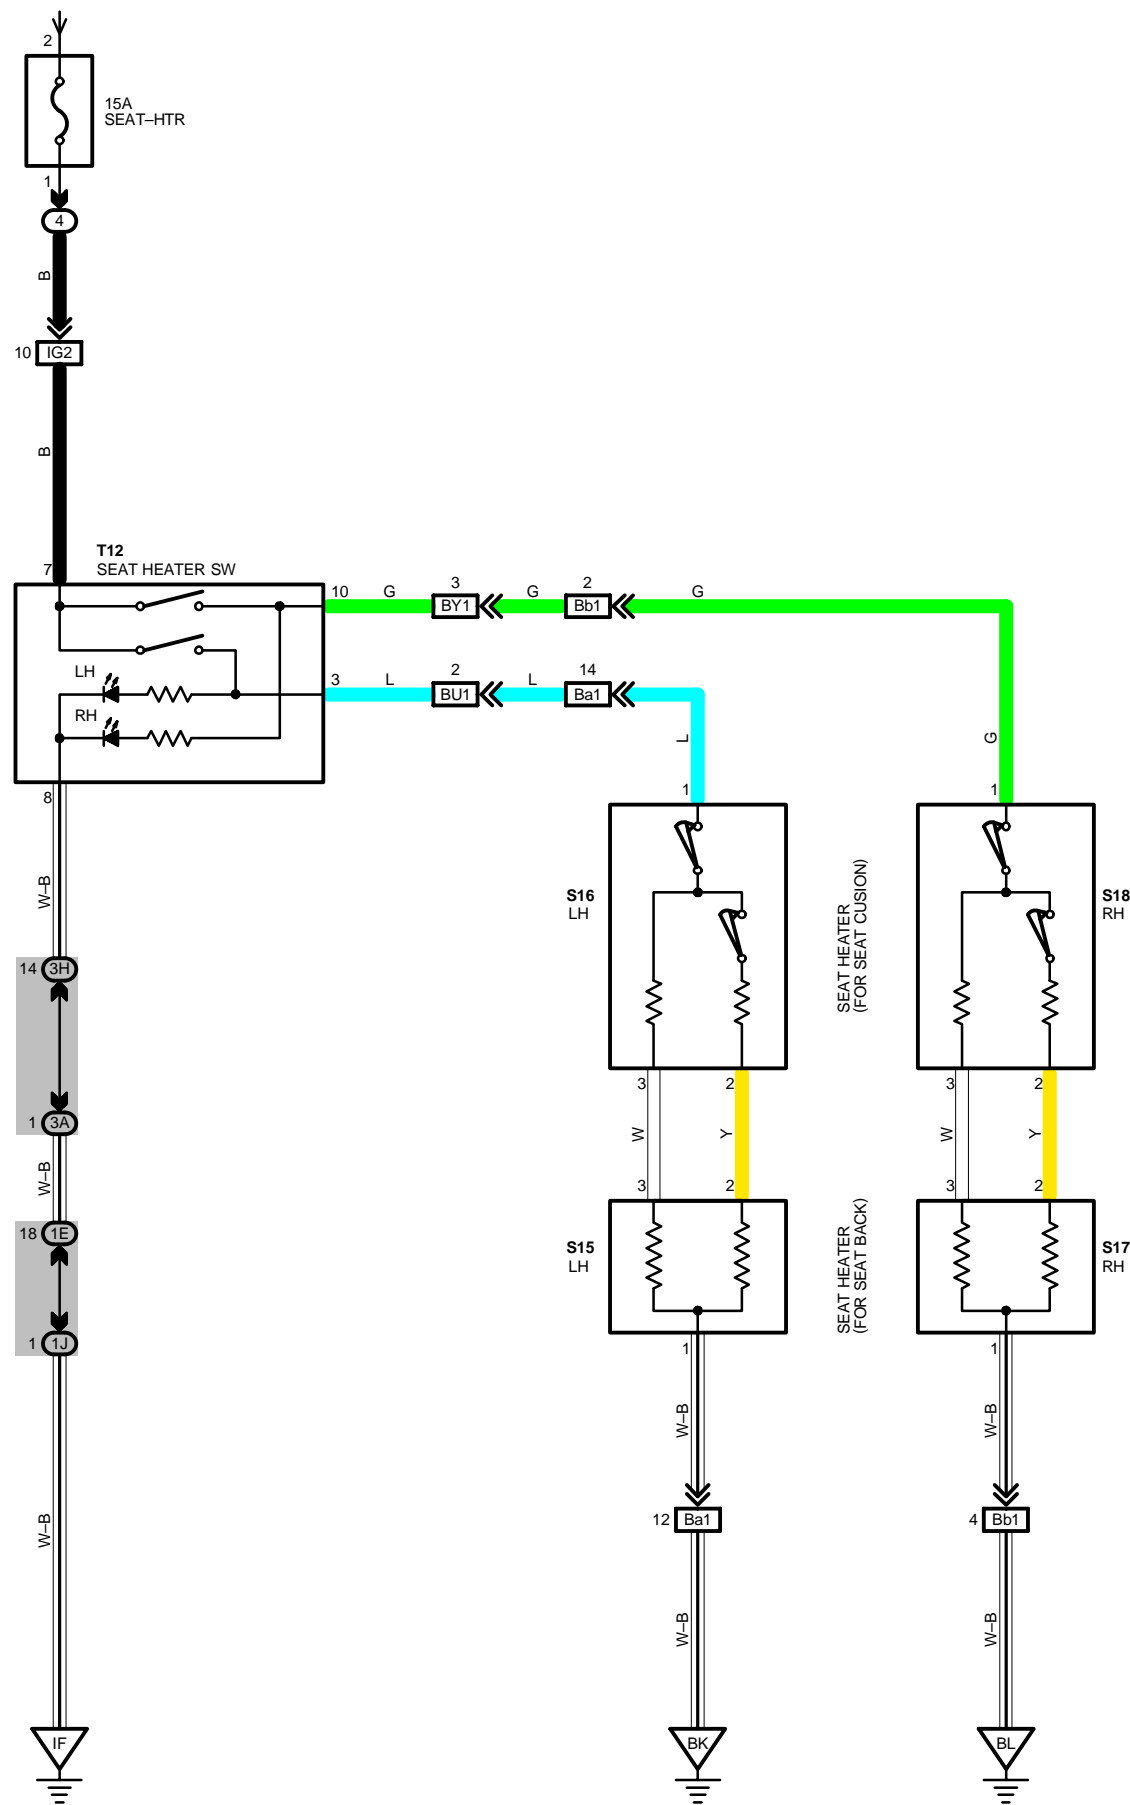 2
15A
SEAT–HTR
1
4
B
10 IG2
B
T12
SEAT HEATER SW
7
10 G 3 G 2 G
BY1 Bb1
LH
3 L 2 L 14
BU1 Ba1
RH
L
G
8
1
1
W–B
S16
LH
SEAT HEATER
(FOR SEAT CUSION)
S18
RH
14 3H
3 2
3 2
1 3A
W Y
W Y
W–B
3 2
3 2
18 1E
S15
LH
SEAT HEATER
(FOR SEAT BACK)
S17
RH
1 1J
1
1
W–B
W–B
W–B
12 Ba1
4 Bb1
W–B
W–B
IF
BK
BL